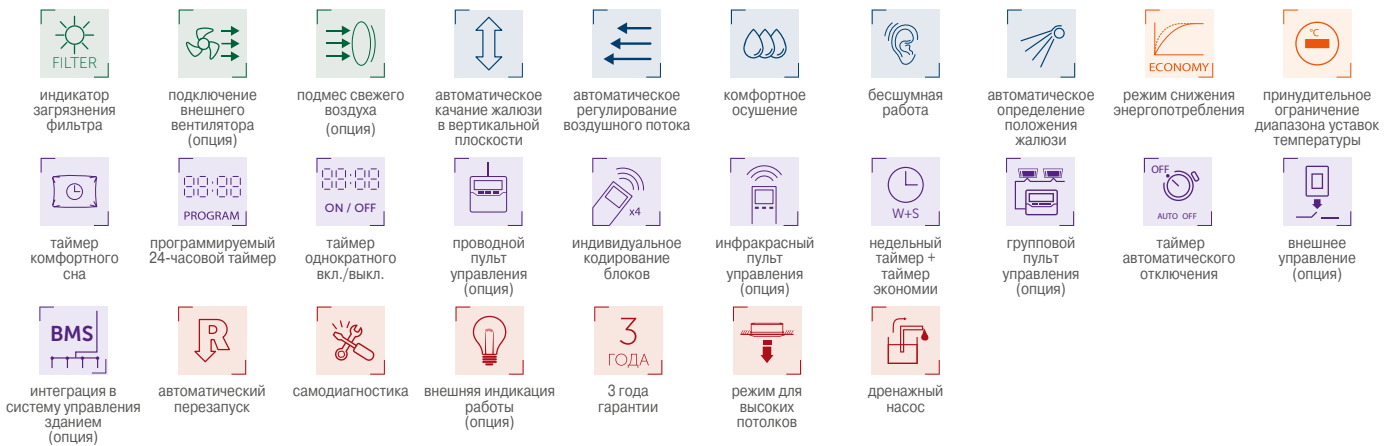 FILTER
индикатор
загрязнения
фильтра
подключение
внешнего
вентилятора
(опция)
подмес свежего
воздуха
(опция)
автоматическое
качание жалюзи
в вертикальной
плоскости
автоматическое
регулирование
воздушного потока
комфортное
осушение
бесшумная
работа
автоматическое
определение
положения
жалюзи
ECONOMY
режим снижения
энергопотребления
°C
принудительное
ограничение
диапазона уставок
температуры
таймер
комфортного
сна
88:88
PROGRAM
программируемый
24-часовой таймер
88:88
ON / OFF
таймер
однократного
вкл./выкл.
проводной
пульт
управления
(опция)
x4
индивидуальное
кодирование
блоков
инфракрасный
пульт
управления
(опция)
W+S
недельный
таймер +
таймер
экономии
групповой
пульт
управления
(опция)
OFF
AUTO OFF
таймер
автоматического
отключения
внешнее
управление
(опция)
BMS
интеграция в
систему управления
зданием
(опция)
R
автоматический
перезапуск
самодиагностика
внешняя индикация
работы
(опция)
3
ГОДА
3 года
гарантии
режим для
высоких
потолков
дренажный
насос